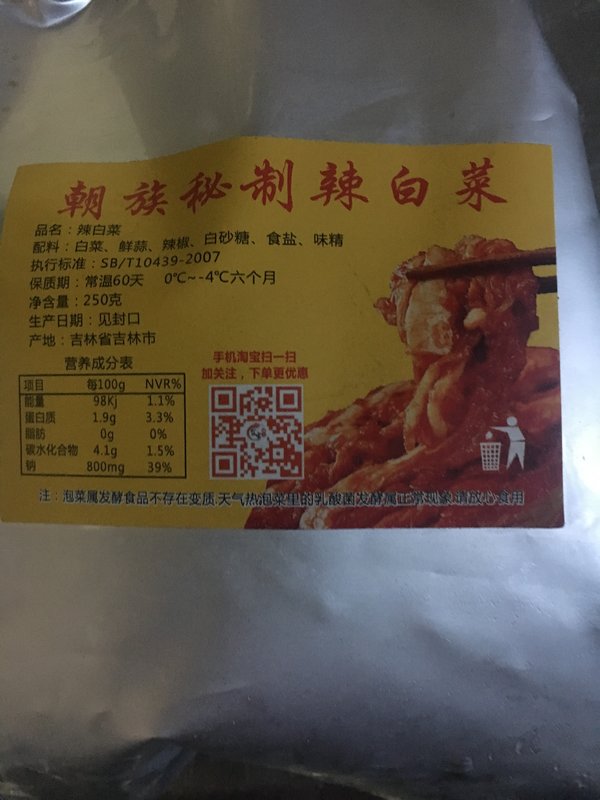 朝族秘制辣白菜
品名：辣白菜
配料：白菜、鲜蒜、辣椒、白砂糖、食盐、味精
执行标准：SB/T10439-2007
保质期：常温60天 0℃~-4℃六个月
净含量：250克
生产日期：见封口
产地：吉林省吉林市
营养成分表
项目 每100g NVR%
能量 98Kj 1.1%
蛋白质 1.9g 3.3%
脂肪 0g 0%
碳水化合物 4.1g 1.5%
钠 800mg 39%
手机淘宝扫一扫
加关注，下单更优惠
注：泡菜属发酵食品不存在变质,天气热泡菜里的乳酸菌发酵属正常现象,请放心食用